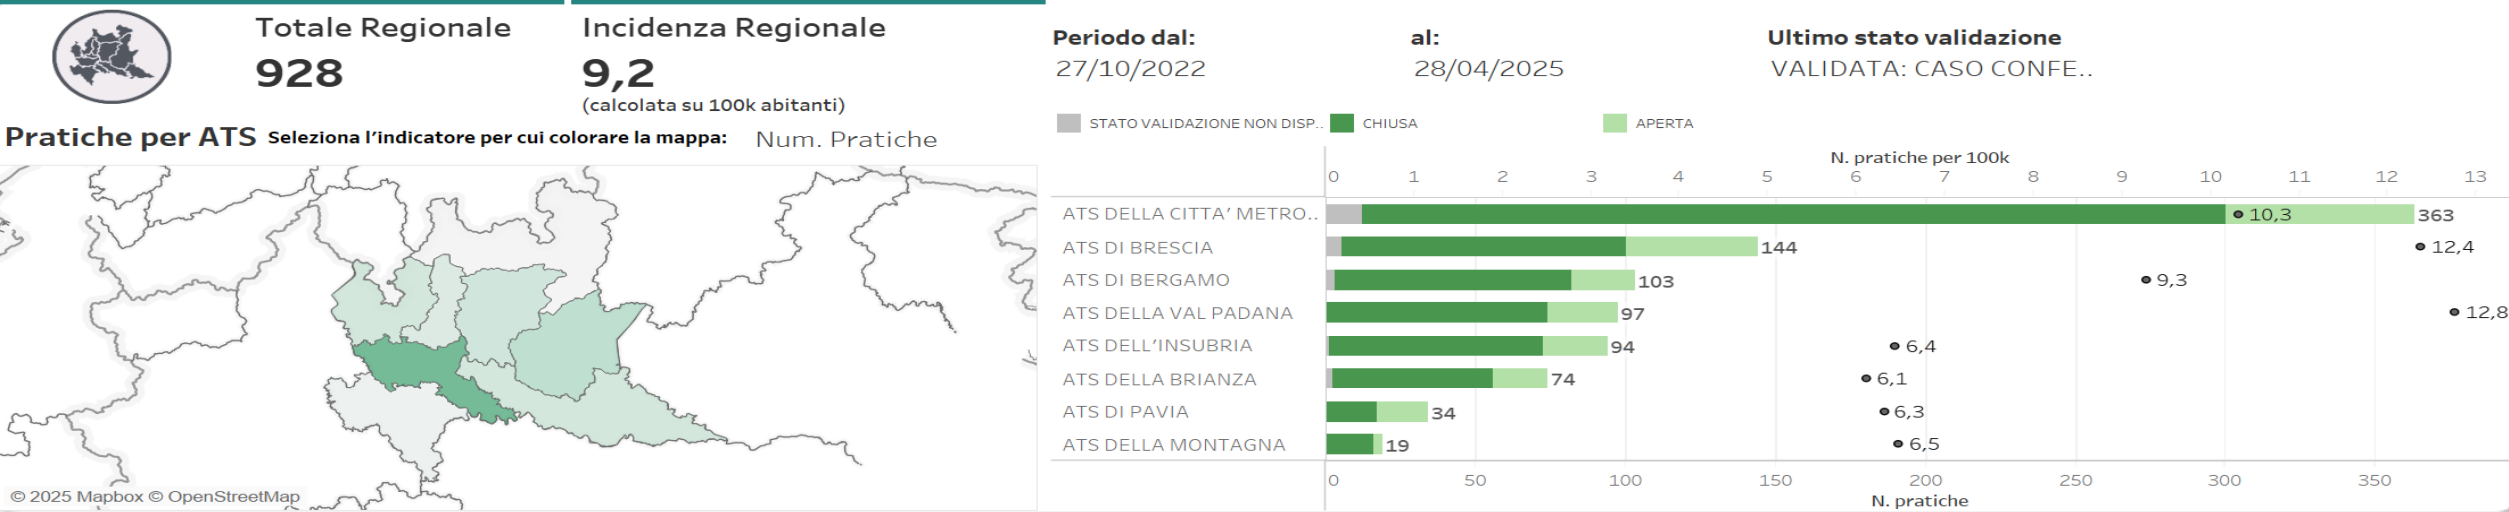 Totale Regionale
928
Incidenza Regionale
9,2
(calcolata su 100k abitanti)
Periodo dal:
27/10/2022
al:
28/04/2025
Ultimo stato validazione
VALIDATA: CASO CONFE..
Pratiche per ATS
Seleziona l'indicatore per cui colorare la mappa:
Num. Pratiche
STATO VALIDAZIONE NON DISP..
CHIUSA
APERTA
N. pratiche per 100k
0 1 2 3 4 5 6 7 8 9 10 11 12 13
ATS DELLA CITTA' METRO.. 10,3 363
ATS DI BRESCIA 144 12,4
ATS DI BERGAMO 103 9,3
ATS DELLA VAL PADANA 97 12,8
ATS DELL'INSUBRIA 94 6,4
ATS DELLA BRIANZA 74 6,1
ATS DI PAVIA 34 6,3
ATS DELLA MONTAGNA 19 6,5
0 50 100 150 200 250 300 350
N. pratiche
© 2025 Mapbox © OpenStreetMap